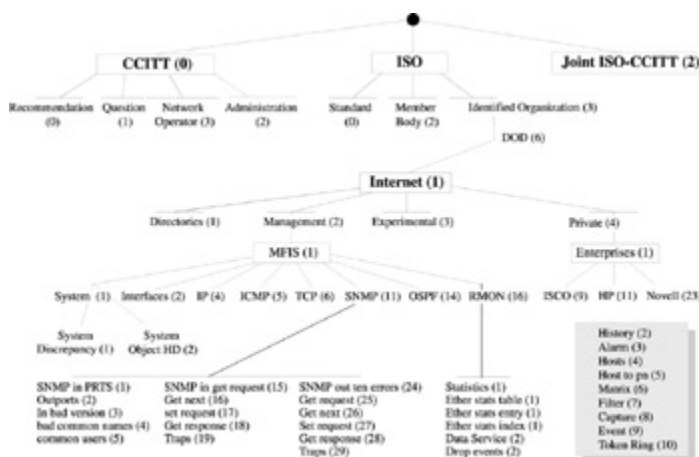 CCITT (0)
ISO
Joint ISO-CCITT (2)
Recommendation (0)
Question (1)
Network Operator (3)
Administration (2)
Standard (0)
Member Body (2)
Identified Organization (3)
DOD (6)
Internet (1)
Directories (1)
Management (2)
Experimental (3)
Private (4)
MFIS (1)
Enterprises (1)
System (1)
Interfaces (2)
IP (4)
ICMP (5)
TCP (6)
SNMP (11)
OSPF (14)
RMON (16)
ISCO (9)
HP (11)
Novell (23)
System Discrepancy (1)
System Object HD (2)
SNMP in PRTS (1)
Outports (2)
In bad version (3)
bad common names (4)
common users (5)
SNMP in get request (15)
Get next (16)
set request (17)
Get response (18)
Traps (19)
SNMP out ten errors (24)
Get request (25)
Get next (26)
Set request (27)
Get response (28)
Traps (29)
Statistics (1)
Ether stats table (1)
Ether stats entry (1)
Ether stats index (1)
Data Service (2)
Drop events (2)
History (2)
Alarm (3)
Hosts (4)
Host to pn (5)
Matrix (6)
Filter (7)
Capture (8)
Event (9)
Token Ring (10)